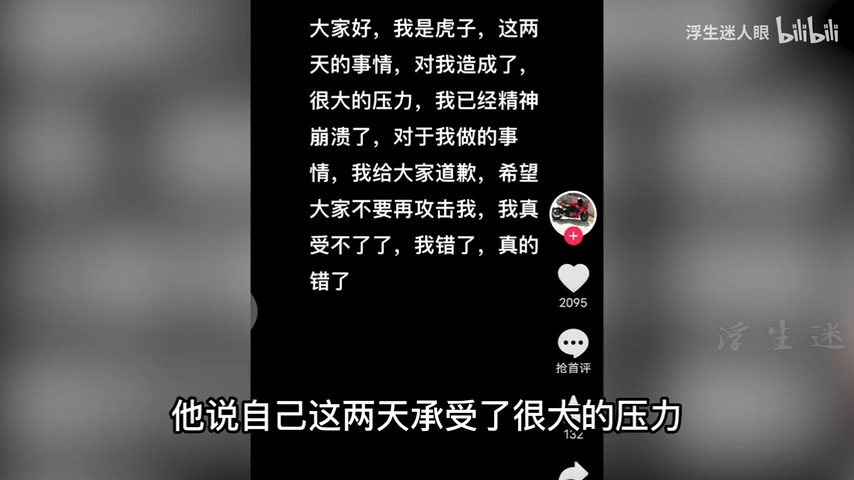 大家好，我是虎子，这两
天的事情，对我造成了，
很大的压力，我已经精神
崩溃了，对于我做的事
情，我给大家道歉，希望
大家不要再攻击我，我真
受不了了，我错了，真的
错了
浮生迷人眼 bilibili
2095
抢首评
132
浮生迷
他说自己这两天承受了很大的压力